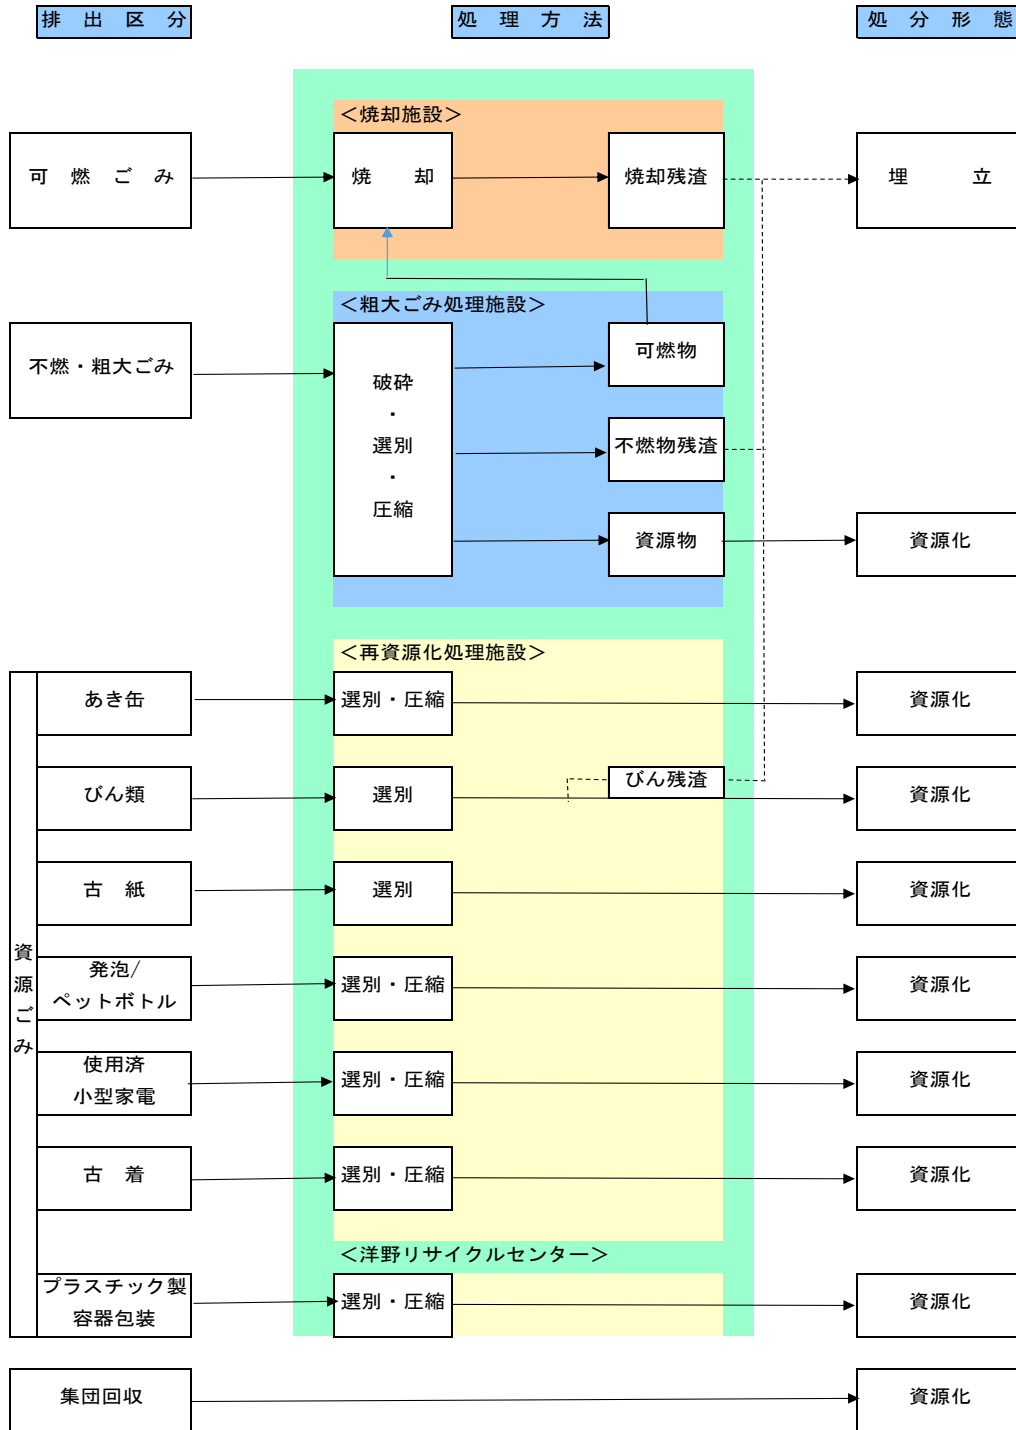 排　出　区　分
処　理　方　法
処　分　形　態
＜焼却施設＞
可　燃　ご　み
焼　　却
焼却残渣
埋　　　立
＜粗大ごみ処理施設＞
不燃・粗大ごみ
破砕
・
選別
・
圧縮
可燃物
不燃物残渣
資源物
資源化
＜再資源化処理施設＞
資源ごみ
あき缶
選別・圧縮
資源化
びん類
選別
びん残渣
資源化
古　紙
選別
資源化
発泡/
ペットボトル
選別・圧縮
資源化
使用済
小型家電
選別・圧縮
資源化
古　着
選別・圧縮
資源化
＜洋野リサイクルセンター＞
プラスチック製
容器包装
選別・圧縮
資源化
集団回収
資源化